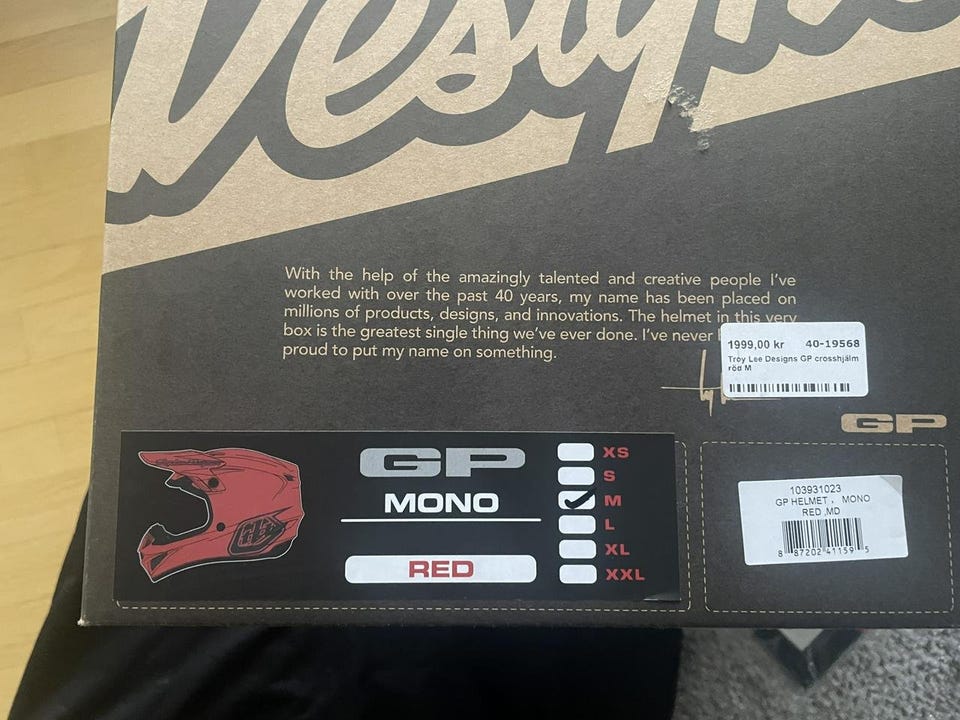 Designs
With the help of the amazingly talented and creative people I've
worked with over the past 40 years, my name has been placed on
millions of products, designs, and innovations. The helmet in this very
box is the greatest single thing we've ever done. I've never
proud to put my name on something.
1999,00 kr 40-19568
Troy Lee Designs GP crosshjälm
röd M
GP
GP
MONO
RED
XS
S
M
L
XL
XXL
103931023
GP HELMET , MONO
RED ,MD
8 87202 41159 5